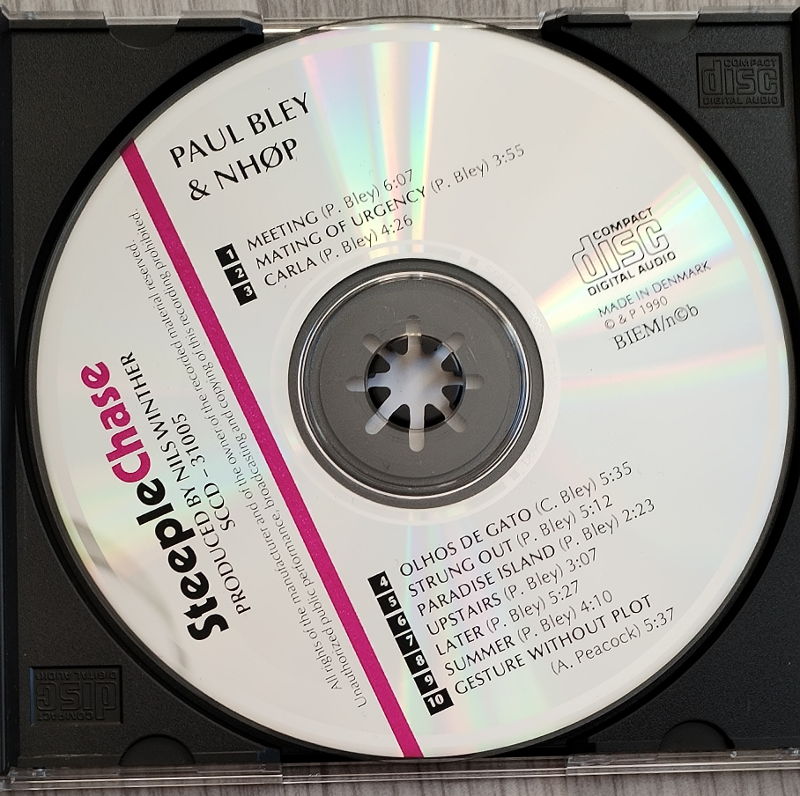 PAUL BLEY
& NHØP
1 MEETING (P. Bley) 6:07
2 MATING OF URGENCY (P. Bley) 3:55
3 CARLA (P. Bley) 4:26
COMPACT
disc
DIGITAL AUDIO
MADE IN DENMARK
© & P 1990
BIEM/n©b
SteepleChase
PRODUCED BY NILS WINTHER
SCCD – 31005
All rights of the manufacturer and of the owner of the recorded material reserved.
Unauthorized public performance, broadcasting and copying of this recording prohibited.
4 OLHOS DE GATO (C. Bley) 5:35
5 STRUNG OUT (P. Bley) 5:12
6 PARADISE ISLAND (P. Bley) 2:23
7 UPSTAIRS (P. Bley) 3:07
8 LATER (P. Bley) 5:27
9 SUMMER (P. Bley) 4:10
10 GESTURE WITHOUT PLOT
(A. Peacock) 5:37
COMPACT
disc
DIGITAL AUDIO
COMPACT
disc
DIGITAL AUDIO